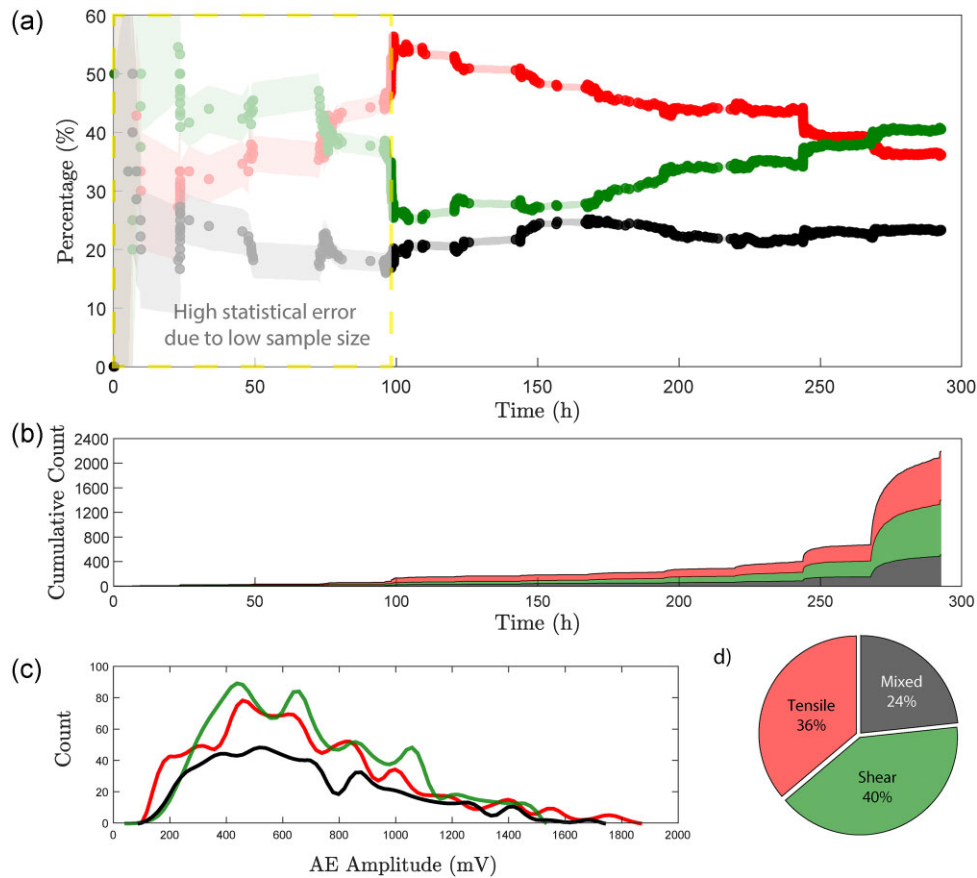 (a)
60
50
40
30
20
10
0
Percentage (%)
High statistical error
due to low sample size
0 50 100 150 200 250 300
Time (h)
(b)
2400
2000
1600
1200
800
400
0
Cumulative Count
0 50 100 150 200 250 300
Time (h)
(c)
100
80
60
40
20
0
Count
0 200 400 600 800 1000 1200 1400 1600 1800 2000
AE Amplitude (mV)
d)
Mixed
24%
Tensile
36%
Shear
40%